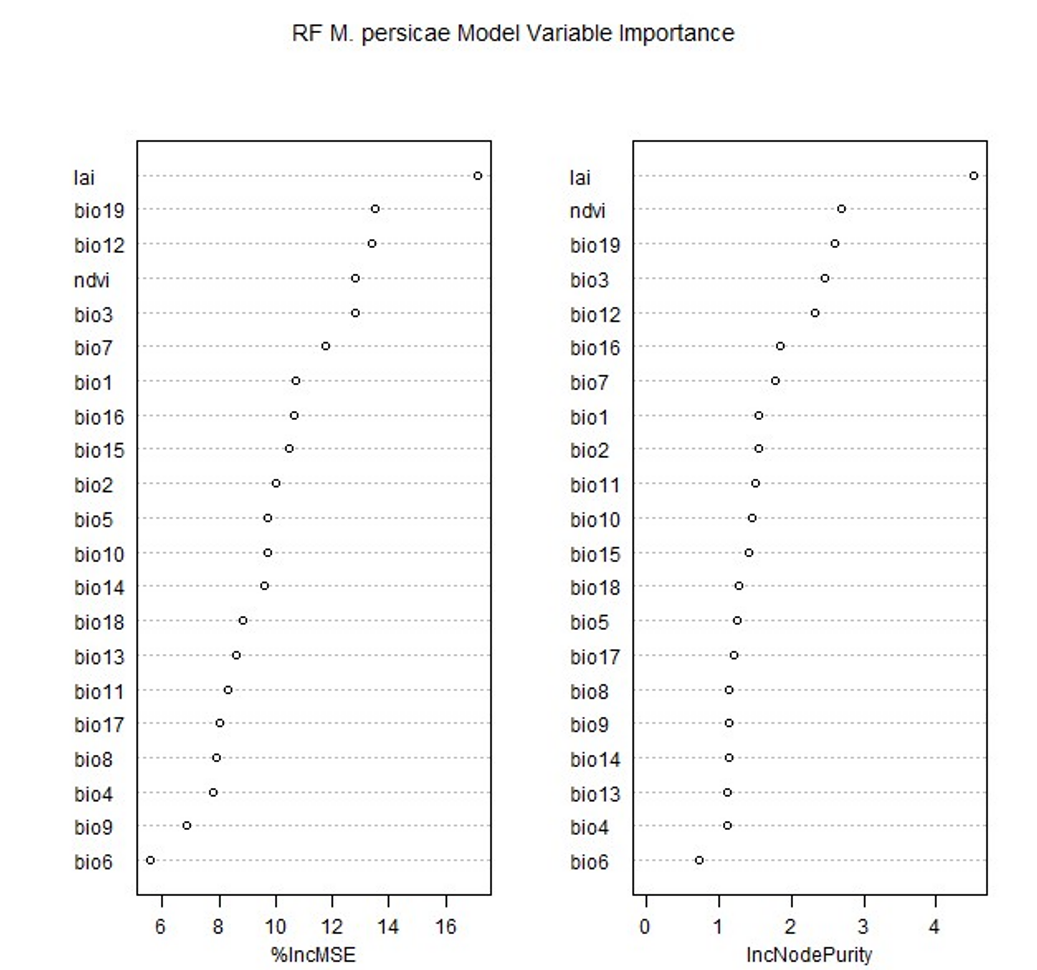 RF M. persicae Model Variable Importance
lai
bio19
bio12
ndvi
bio3
bio7
bio1
bio16
bio15
bio2
bio5
bio10
bio14
bio18
bio13
bio11
bio17
bio8
bio4
bio9
bio6
6 8 10 12 14 16
%IncMSE
lai
ndvi
bio19
bio3
bio12
bio16
bio7
bio1
bio2
bio11
bio10
bio15
bio18
bio5
bio17
bio8
bio9
bio14
bio13
bio4
bio6
0 1 2 3 4
IncNodePurity